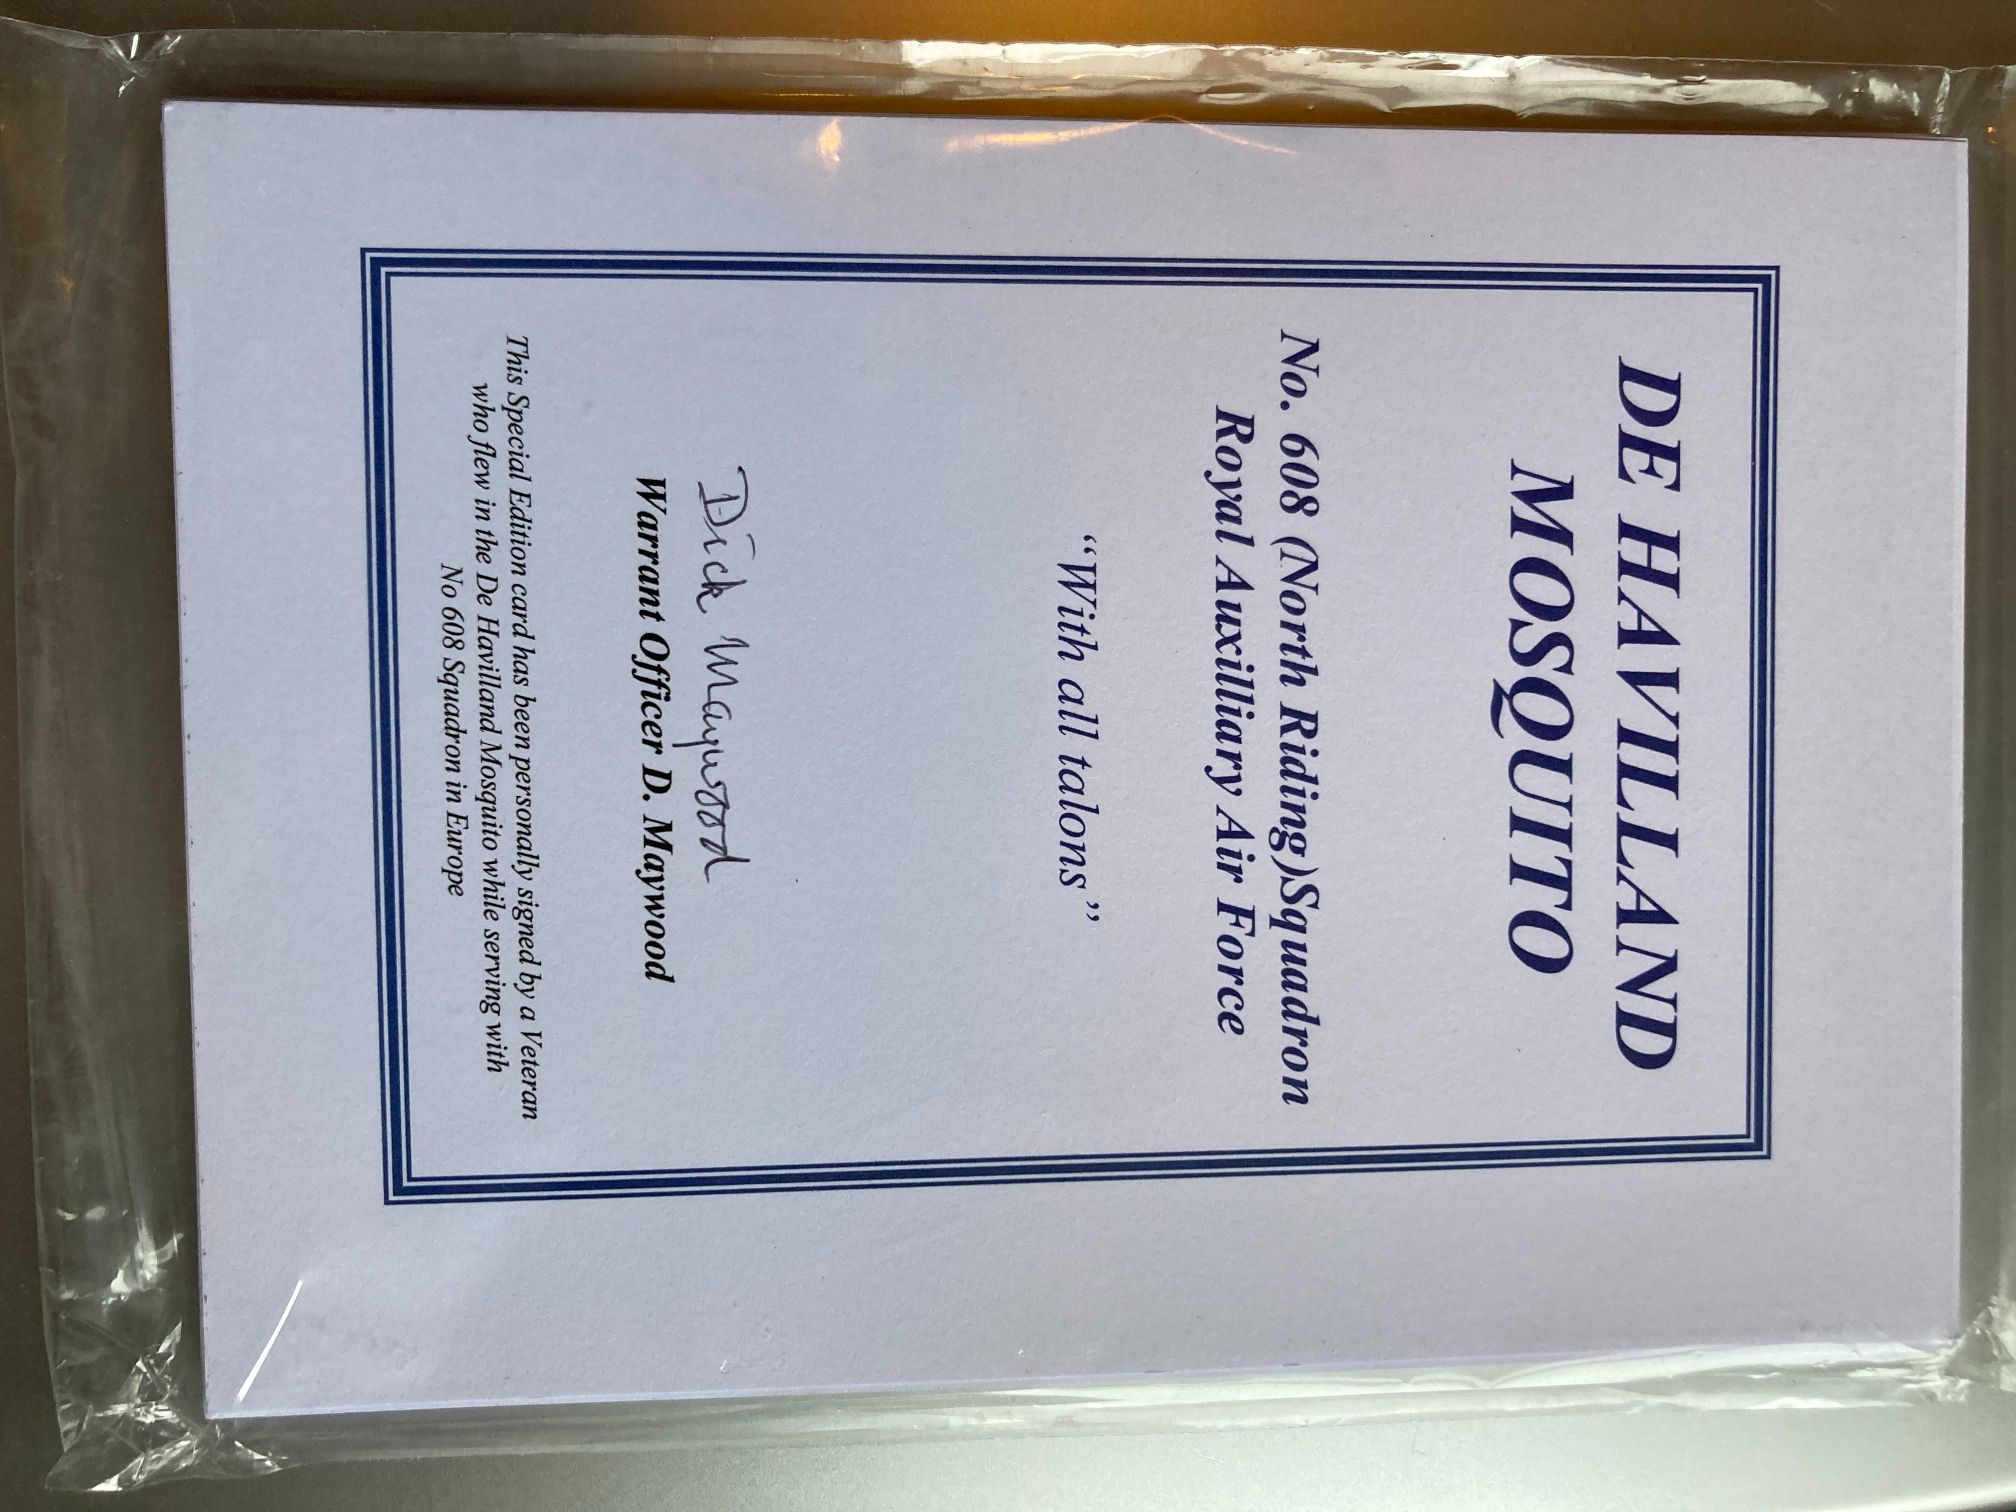 DE HAVILLAND
MOSQUITO
No. 608 (North Riding)Squadron
Royal Auxilliary Air Force
“With all talons”
Dick Maywood
Warrant Officer D. Maywood
This Special Edition card has been personally signed by a Veteran
who flew in the De Havilland Mosquito while serving with
No 608 Squadron in Europe